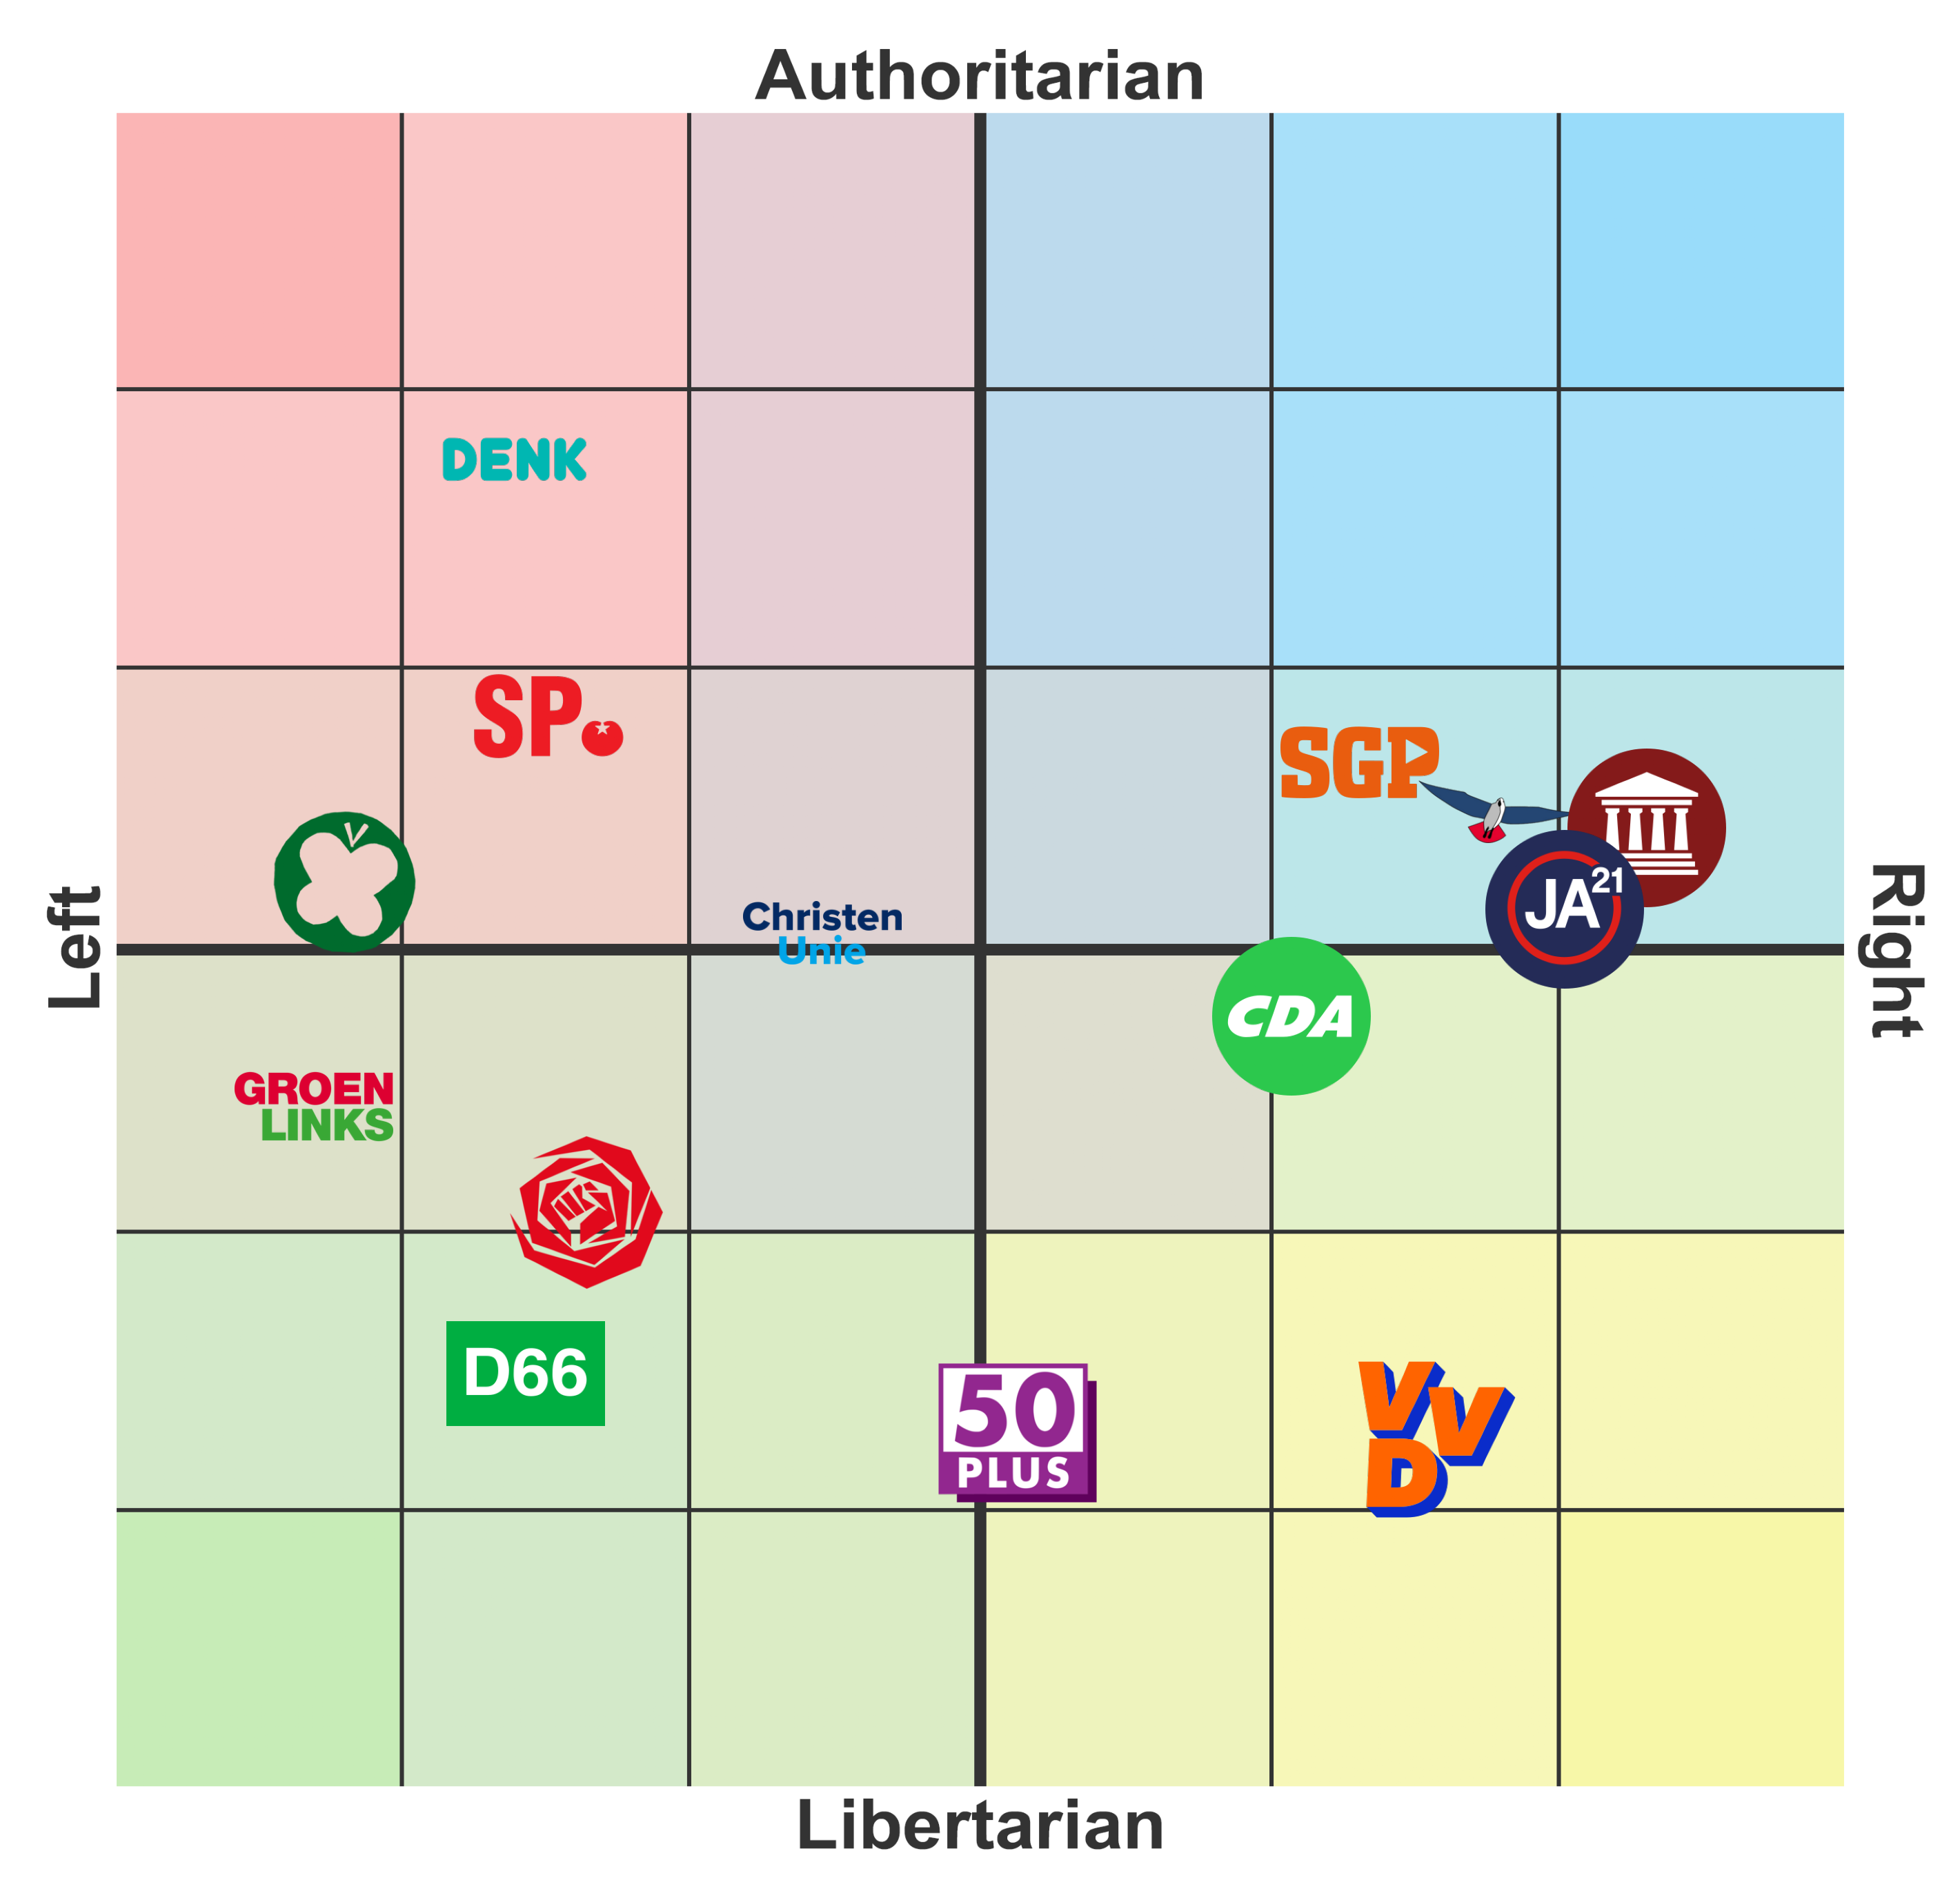 Authoritarian
DENK
SP.
SGP
JA21
Christen
Unie
Left
Right
CDA
GROEN
LINKS
D66
50
PLUS
VVD
Libertarian